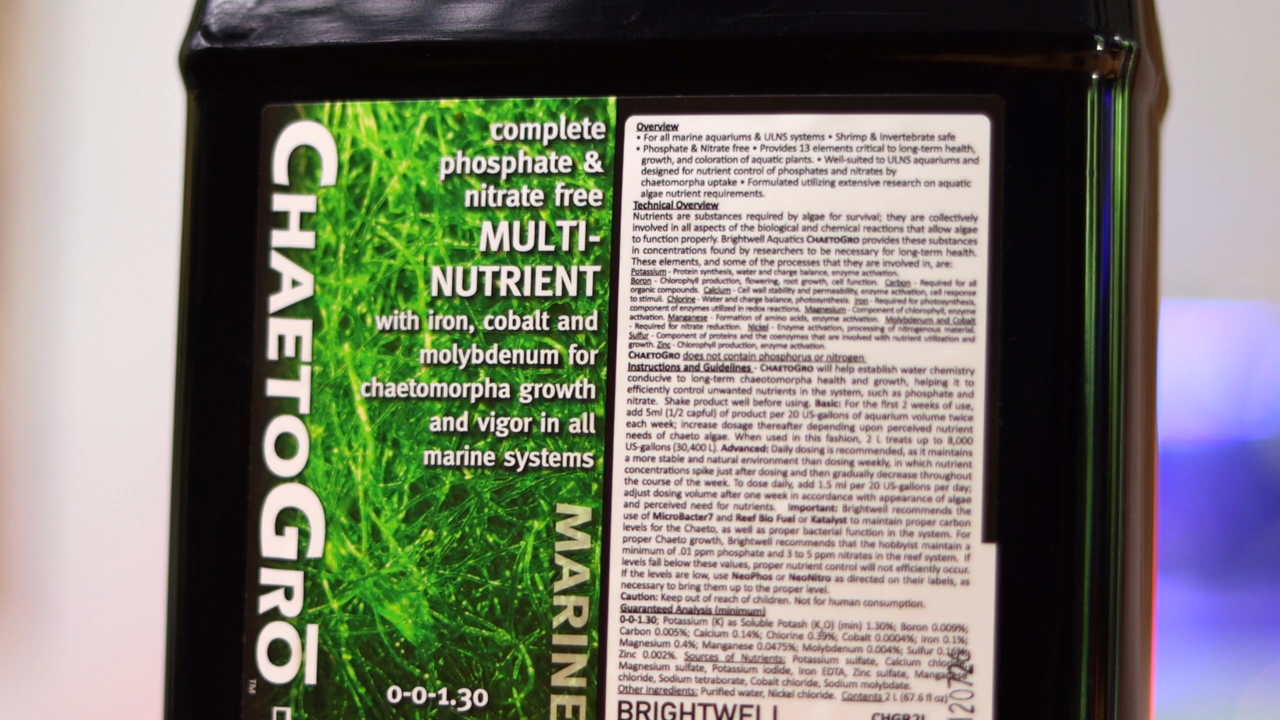 CHAETOGRŌ
TM
complete
phosphate &
nitrate free
MULTI-
NUTRIENT
with iron, cobalt and
molybdenum for
chaetomorpha growth
and vigor in all
marine systems
MARINE
0-0-1.30
Overview
• For all marine aquariums & ULNS systems • Shrimp & Invertebrate safe
• Phosphate & Nitrate free • Provides 13 elements critical to long-term health,
growth, and coloration of aquatic plants. • Well-suited to ULNS aquariums and
designed for nutrient control of phosphates and nitrates by
chaetomorpha uptake • Formulated utilizing extensive research on aquatic
algae nutrient requirements.
Technical Overview
Nutrients are substances required by algae for survival; they are collectively
involved in all aspects of the biological and chemical reactions that allow algae
to function properly. Brightwell Aquatics CHAETOGRO provides these substances
in concentrations found by researchers to be necessary for long-term health.
These elements, and some of the processes that they are involved in, are:
Potassium - Protein synthesis, water and charge balance, enzyme activation.
Boron - Chlorophyll production, flowering, root growth, cell function. Carbon - Required for all
organic compounds. Calcium - Cell wall stability and permeability, enzyme activation, cell response
to stimuli. Chlorine - Water and charge balance, photosynthesis. Iron - Required for photosynthesis,
component of enzymes utilized in redox reactions. Magnesium - Component of chlorophyll, enzyme
activation. Manganese - Formation of amino acids, enzyme activation. Molybdenum and Cobalt
- Required for nitrate reduction. Nickel - Enzyme activation, processing of nitrogenous material.
Sulfur - Component of proteins and the coenzymes that are involved with nutrient utilization and
growth. Zinc - Chlorophyll production, enzyme activation.
CHAETOGRO does not contain phosphorus or nitrogen.
Instructions and Guidelines - CHAETOGRO will help establish water chemistry
conducive to long-term chaeotomorpha health and growth, helping it to
efficiently control unwanted nutrients in the system, such as phosphate and
nitrate. Shake product well before using. Basic: For the first 2 weeks of use,
add 5ml (1/2 capful) of product per 20 US-gallons of aquarium volume twice
each week; increase dosage thereafter depending upon perceived nutrient
needs of chaeto algae. When used in this fashion, 2 L treats up to 8,000
US-gallons (30,400 L). Advanced: Daily dosing is recommended, as it maintains
a more stable and natural environment than dosing weekly, in which nutrient
concentrations spike just after dosing and then gradually decrease throughout
the course of the week. To dose daily, add 1.5 ml per 20 US-gallons per day;
adjust dosing volume after one week in accordance with appearance of algae
and perceived need for nutrients. Important: Brightwell recommends the
use of MicroBacter7 and Reef Bio Fuel or Katalyst to maintain proper carbon
levels for the Chaeto, as well as proper bacterial function in the system. For
proper Chaeto growth, Brightwell recommends that the hobbyist maintain a
minimum of .01 ppm phosphate and 3 to 5 ppm nitrates in the reef system. If
levels fall below these values, proper nutrient control will not efficiently occur.
If the levels are low, use NeoPhos or NeoNitro as directed on their labels, as
necessary to bring them up to the proper level.
Caution: Keep out of reach of children. Not for human consumption.
Guaranteed Analysis (minimum)
0-0-1.30; Potassium (K) as Soluble Potash (K₂O) (min) 1.30%; Boron 0.009%;
Carbon 0.005%; Calcium 0.14%; Chlorine 0.39%; Cobalt 0.0004%; Iron 0.1%;
Magnesium 0.4%; Manganese 0.0475%; Molybdenum 0.004%; Sulfur 0.16%;
Zinc 0.002%. Sources of Nutrients: Potassium sulfate, Calcium chloride,
Magnesium sulfate, Potassium iodide, Iron EDTA, Zinc sulfate, Manganese
chloride, Sodium tetraborate, Cobalt chloride, Sodium molybdate.
Other Ingredients: Purified water, Nickel chloride. Contents 2 L (67.6 fl oz)
BRIGHTWELL
CHGR2L